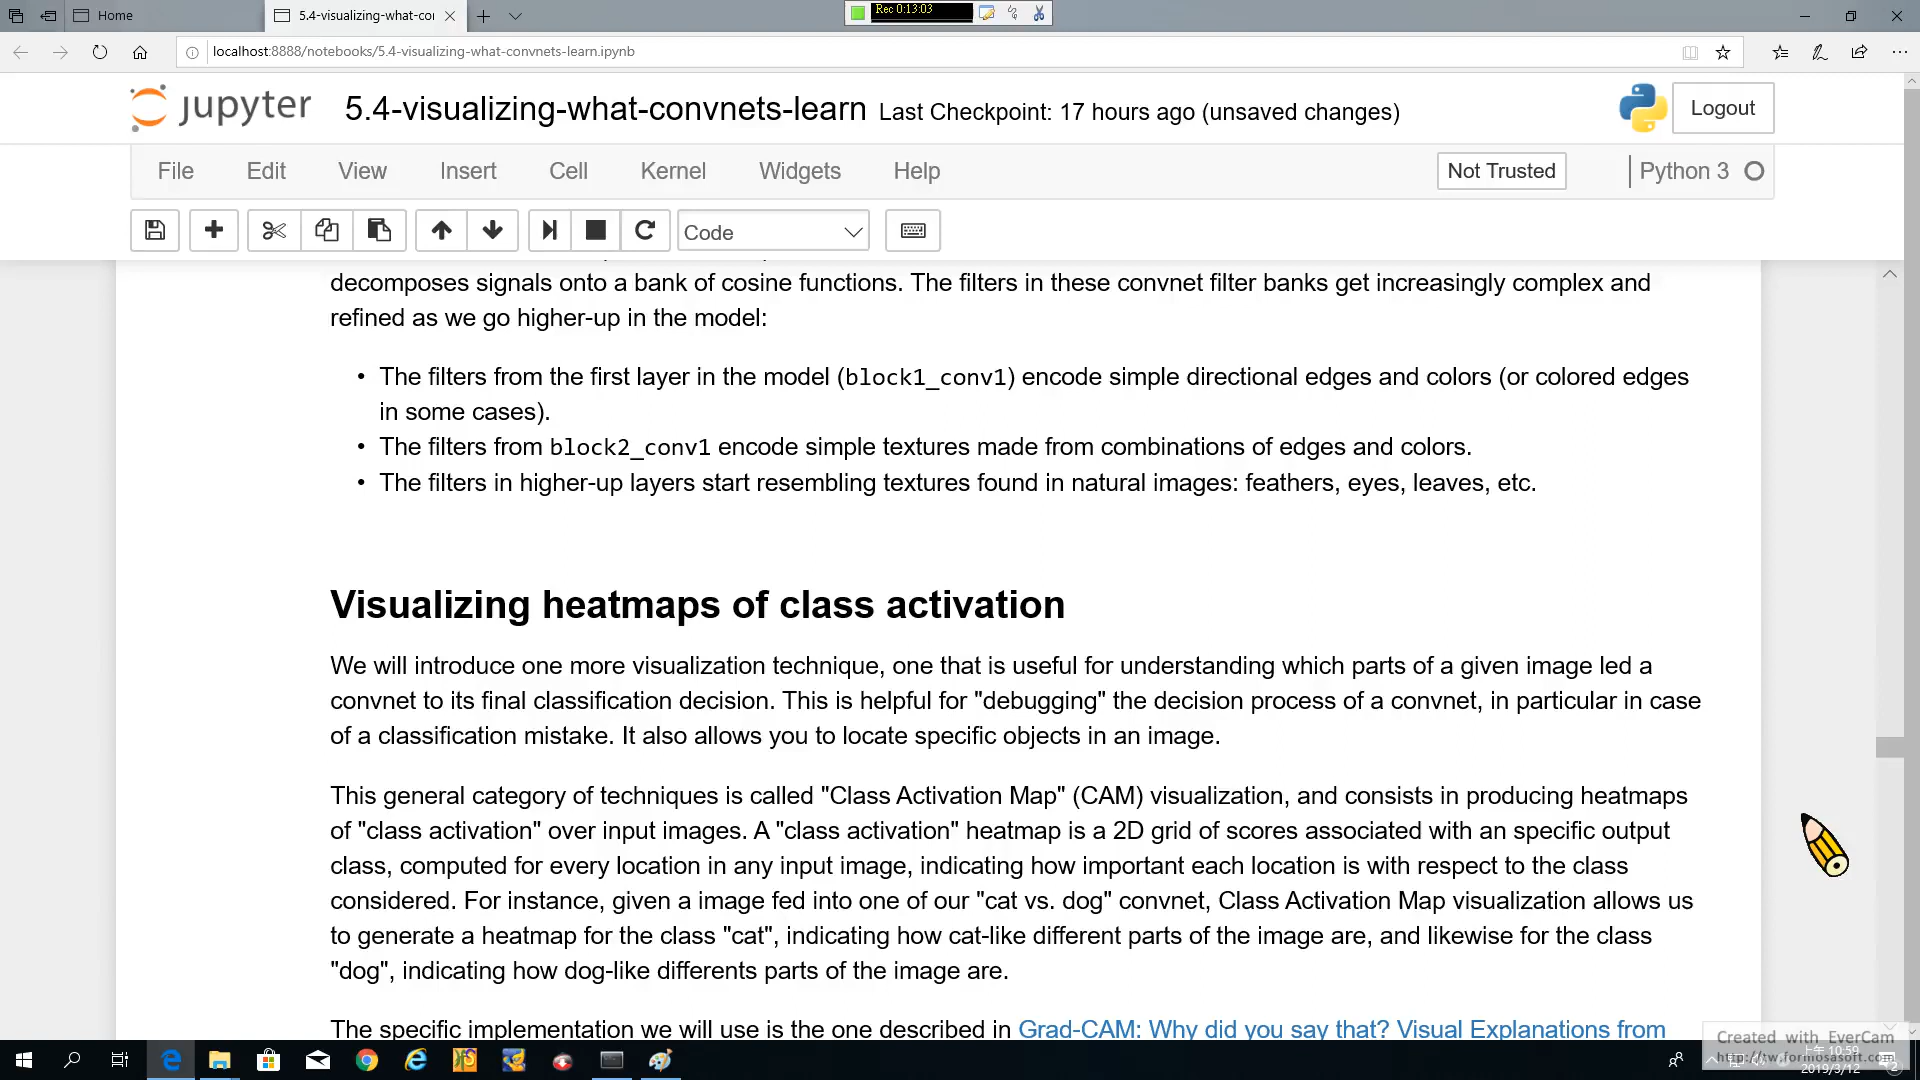 Home
5.4-visualizing-what-co
Rec 0:13:03
localhost:8888/notebooks/5.4-visualizing-what-convnets-learn.ipynb
jupyter 5.4-visualizing-what-convnets-learn Last Checkpoint: 17 hours ago (unsaved changes)
Logout
File Edit View Insert Cell Kernel Widgets Help
Not Trusted
Python 3
Code
decomposes signals onto a bank of cosine functions. The filters in these convnet filter banks get increasingly complex and
refined as we go higher-up in the model:
• The filters from the first layer in the model (block1_conv1) encode simple directional edges and colors (or colored edges
in some cases).
• The filters from block2_conv1 encode simple textures made from combinations of edges and colors.
• The filters in higher-up layers start resembling textures found in natural images: feathers, eyes, leaves, etc.
Visualizing heatmaps of class activation
We will introduce one more visualization technique, one that is useful for understanding which parts of a given image led a
convnet to its final classification decision. This is helpful for "debugging" the decision process of a convnet, in particular in case
of a classification mistake. It also allows you to locate specific objects in an image.
This general category of techniques is called "Class Activation Map" (CAM) visualization, and consists in producing heatmaps
of "class activation" over input images. A "class activation" heatmap is a 2D grid of scores associated with an specific output
class, computed for every location in any input image, indicating how important each location is with respect to the class
considered. For instance, given a image fed into one of our "cat vs. dog" convnet, Class Activation Map visualization allows us
to generate a heatmap for the class "cat", indicating how cat-like different parts of the image are, and likewise for the class
"dog", indicating how dog-like differents parts of the image are.
The specific implementation we will use is the one described in Grad-CAM: Why did you say that? Visual Explanations from
Created with EverCam
http://tw.formosasoft.com
上午 10:59
2019/3/12